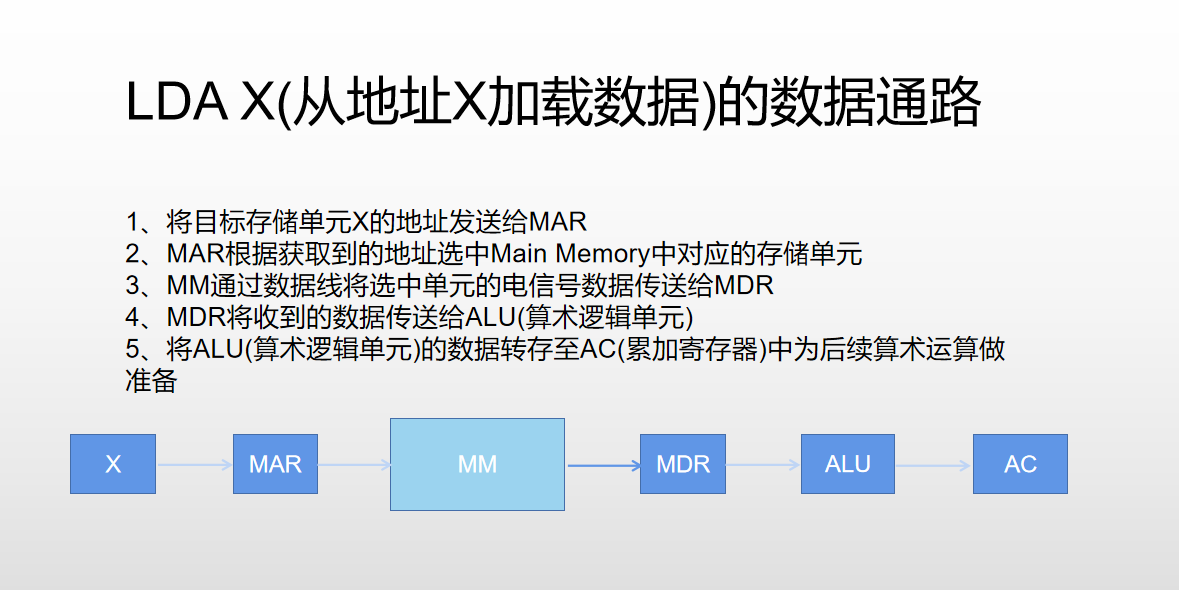 LDA X(从地址X加载数据)的数据通路
1、将目标存储单元X的地址发送给MAR
2、MAR根据获取到的地址选中Main Memory中对应的存储单元
3、MM通过数据线将选中单元的电信号数据传送给MDR
4、MDR将收到的数据传送给ALU(算术逻辑单元)
5、将ALU(算术逻辑单元)的数据转存至AC(累加寄存器)中为后续算术运算做
准备
X
MAR
MM
MDR
ALU
AC